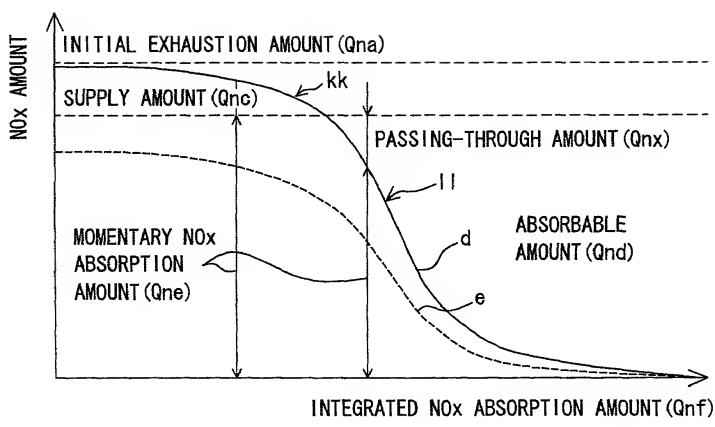 NOx AMOUNT
INITIAL EXHAUSTION AMOUNT(Qna)
kk
SUPPLY AMOUNT(Qnc)
PASSING-THROUGH AMOUNT(Qnx)
ll
MOMENTARY NOx
ABSORPTION
AMOUNT(Qne)
d
ABSORBABLE
AMOUNT(Qnd)
e
INTEGRATED NOx ABSORPTION AMOUNT(Qnf)